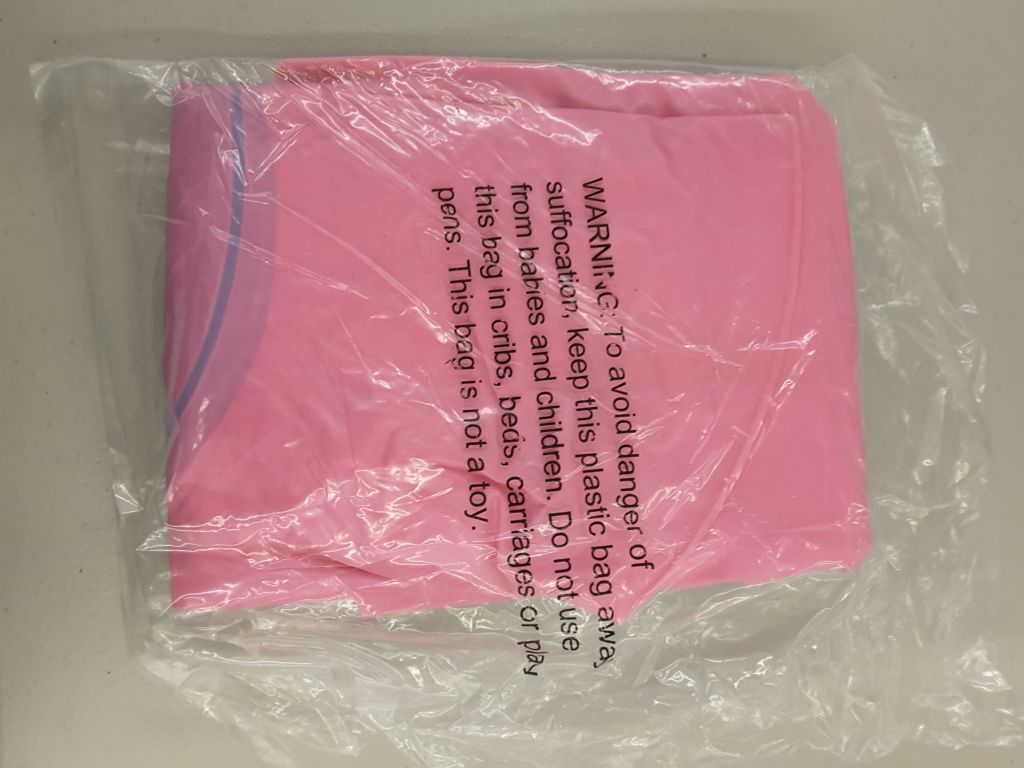 WARNING: To avoid danger of
suffocation, keep this plastic bag away
from babies and children. Do not use
this bag in cribs, beds, carriages or play
pens. This bag is not a toy.